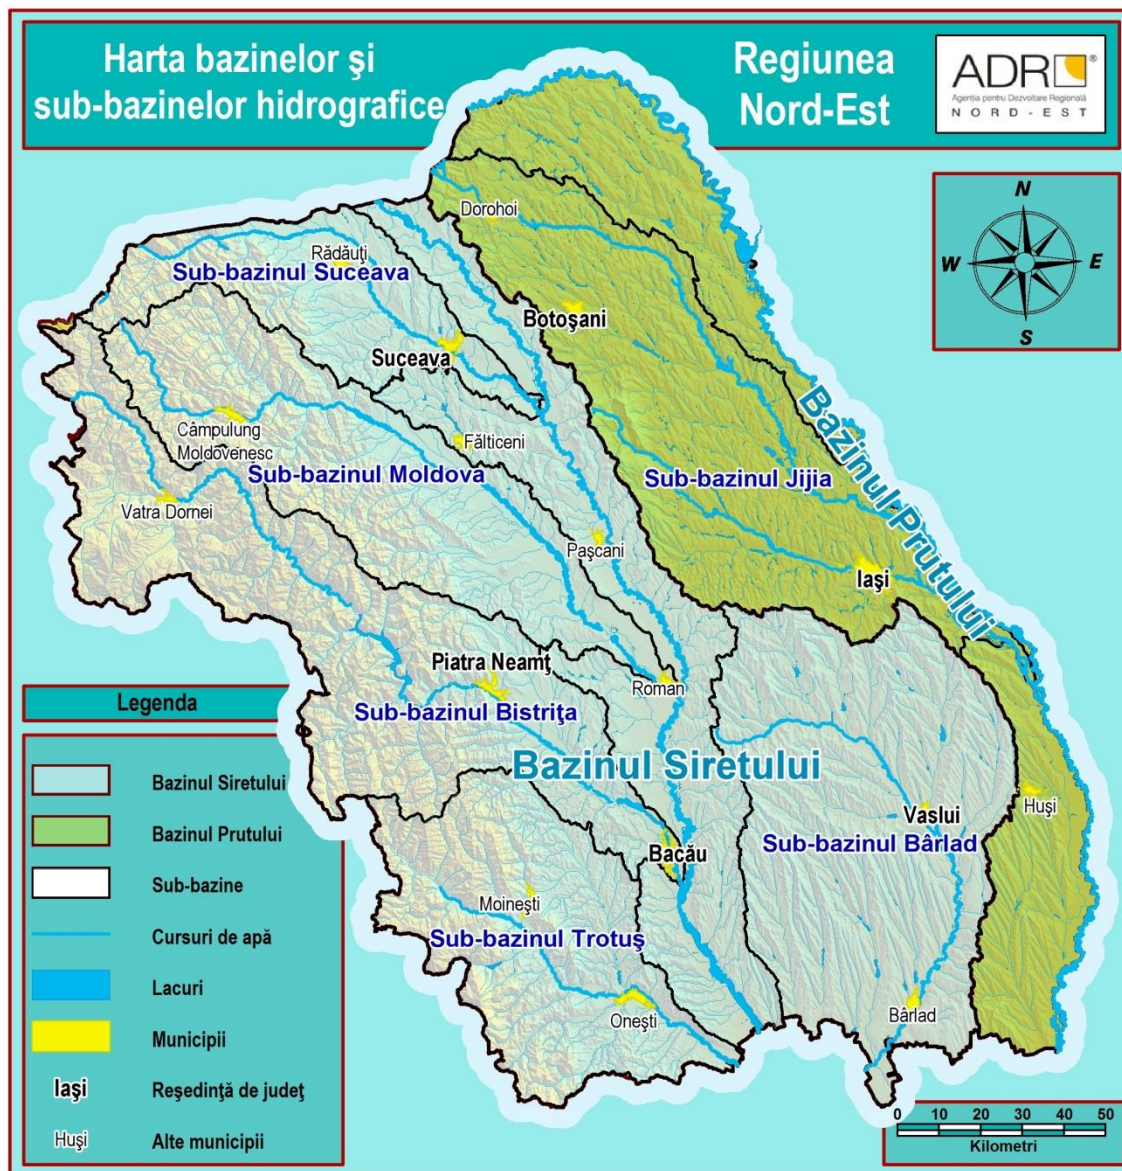 Harta bazinelor şi
sub-bazinelor hidrografice
Regiunea
Nord-Est
ADR ®
Agenţia pentru Dezvoltare Regională
NORD-EST
N
W E
S
Dorohoi
Rădăuţi
Sub-bazinul Suceava
Botoşani
Suceava
Câmpulung
Moldovenesc
Fălticeni
Sub-bazinul Moldova
Sub-bazinul Jijia
Bazinul Prutului
Vatra Dornei
Paşcani
Iaşi
Piatra Neamţ
Roman
Sub-bazinul Bistriţa
Bazinul Siretului
Huşi
Vaslui
Sub-bazinul Bârlad
Bacău
Moineşti
Sub-bazinul Trotuş
Oneşti
Bârlad
Legenda
Bazinul Siretului
Bazinul Prutului
Sub-bazine
Cursuri de apă
Lacuri
Municipii
Iaşi Reşedinţă de judeţ
Huşi Alte municipii
0 10 20 30 40 50
Kilometri